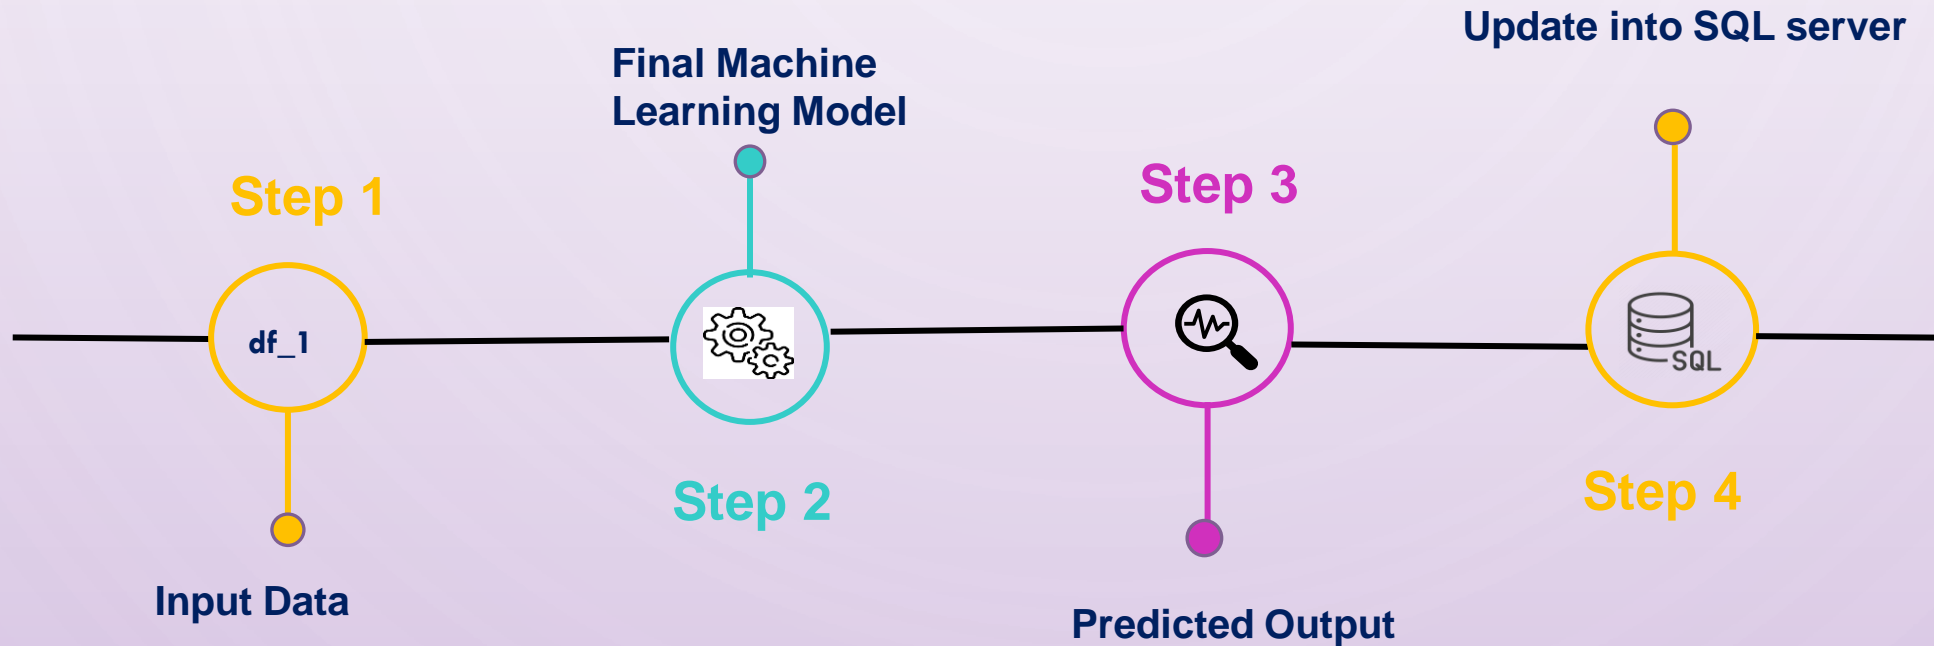 Step 1
df_1
Input Data
Final Machine
Learning Model
Step 2
Step 3
Predicted Output
Update into SQL server
SQL
Step 4